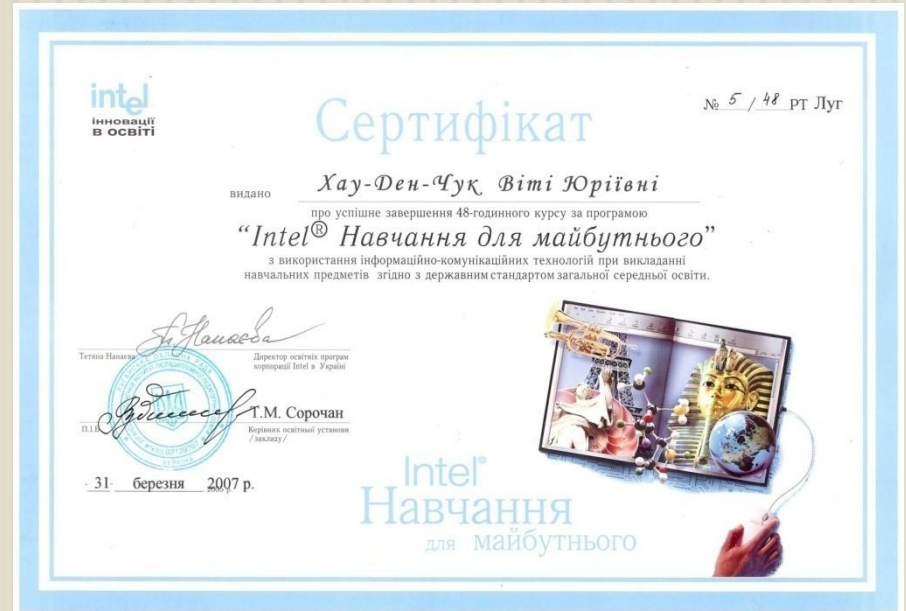 intel
інновації
в освіті
№ 5 / 48 РТ Луг
Сертифікат
видано Хау-Ден-Чук Віті Юріївні
про успішне завершення 48-годинного курсу за програмою
“Intel® Навчання для майбутнього”
з використання інформаційно-комунікаційних технологій при викладанні
навчальних предметів згідно з державним стандартом загальної середньої освіти.
Тетяна Нанаєва
Директор освітніх програм
корпорації Intel в Україні
Т.М. Сорочан
П.І.Б.
Керівник освітньої установи
/закладу/
31 березня 2007 р.
Intel®
Навчання
для майбутнього